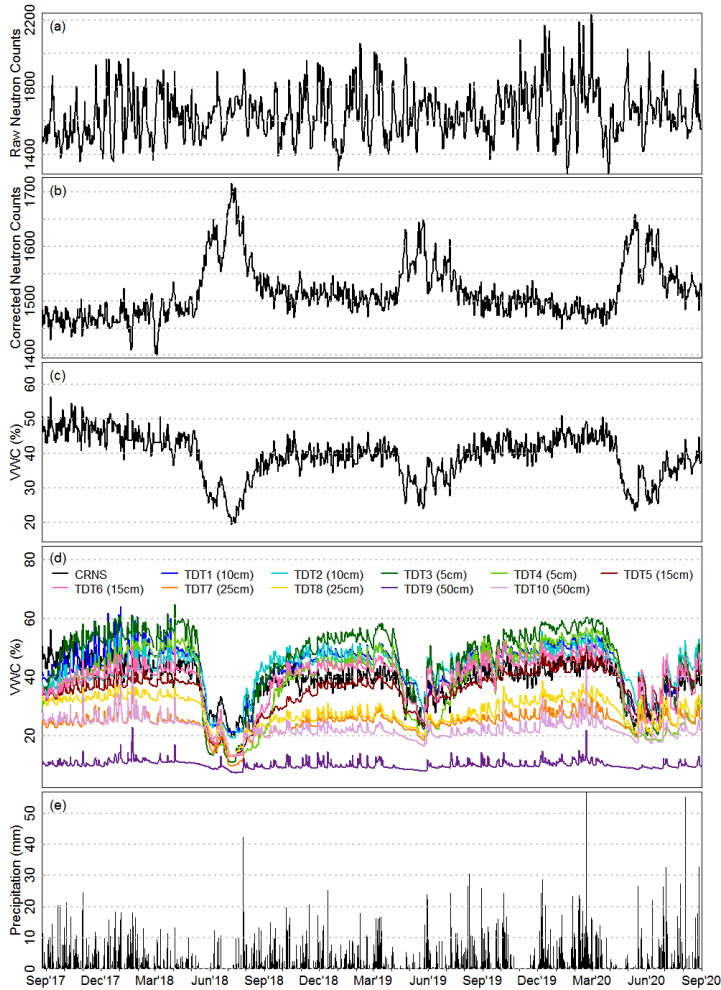 (a)
Raw Neutron Counts
2200
1800
1400
(b)
Corrected Neutron Counts
1700
1600
1500
1400
(c)
VWC (%)
60
50
40
30
20
(d)
VWC (%)
80
60
40
20
CRNS TDT1 (10cm) TDT2 (10cm) TDT3 (5cm) TDT4 (5cm) TDT5 (15cm)
TDT6 (15cm) TDT7 (25cm) TDT8 (25cm) TDT9 (50cm) TDT10 (50cm)
(e)
Precipitation (mm)
50
40
30
20
10
0
Sep'17 Dec'17 Mar'18 Jun'18 Sep'18 Dec'18 Mar'19 Jun'19 Sep'19 Dec'19 Mar'20 Jun'20 Sep'20